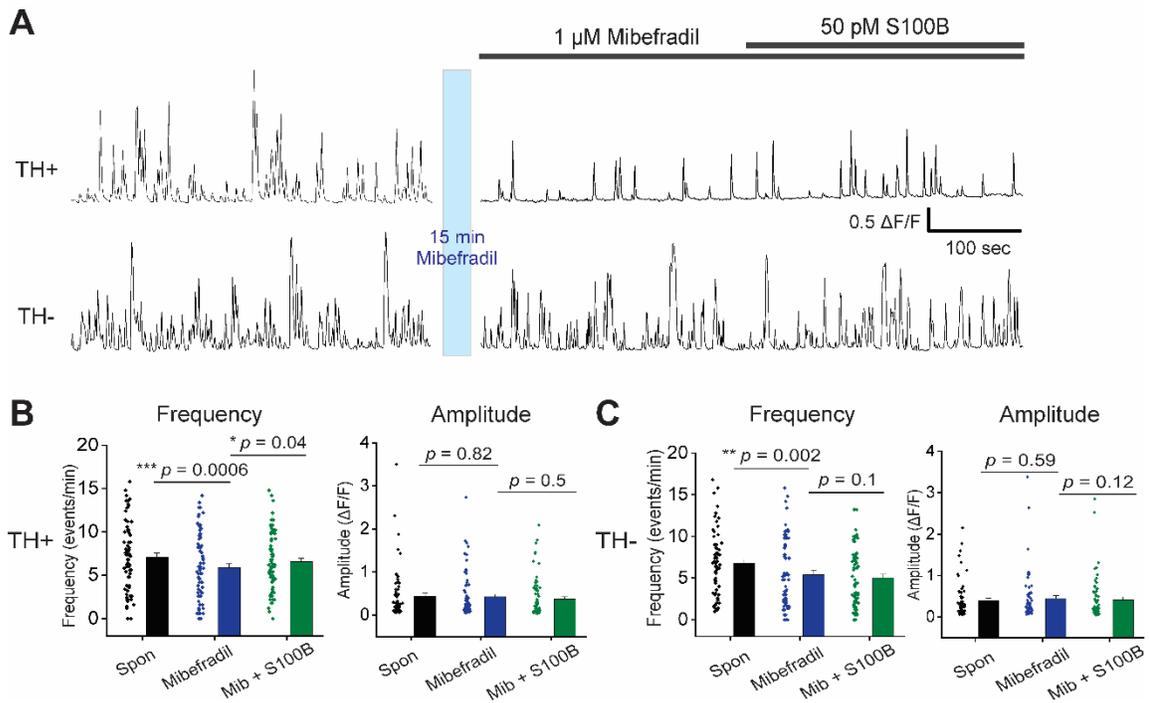 A
1 µM Mibefradil
50 pM S100B
TH+
15 min
Mibefradil
0.5 ΔF/F
100 sec
TH-
B
Frequency
Amplitude
C
Frequency
Amplitude
TH+
Frequency (events/min)
20
15
10
5
0
*** p = 0.0006
* p = 0.04
Spon
Mibefradil
Mib + S100B
Amplitude (ΔF/F)
4
3
2
1
0
p = 0.82
p = 0.5
Spon
Mibefradil
Mib + S100B
TH-
Frequency (events/min)
20
15
10
5
0
** p = 0.002
p = 0.1
Spon
Mibefradil
Mib + S100B
Amplitude (ΔF/F)
4
3
2
1
0
p = 0.59
p = 0.12
Spon
Mibefradil
Mib + S100B